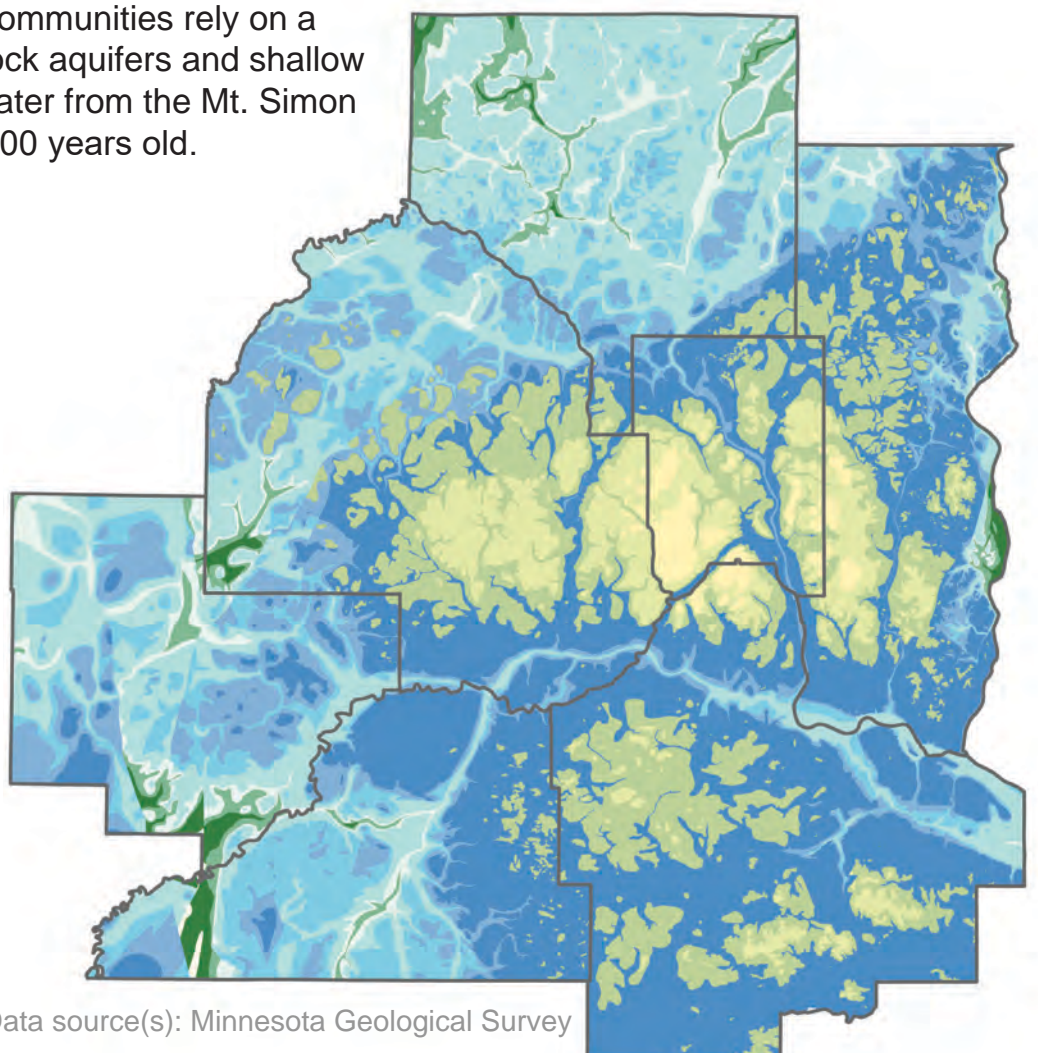 ommunities rely on a
ock aquifers and shallow
ater from the Mt. Simon
00 years old.
Data source(s): Minnesota Geological Survey